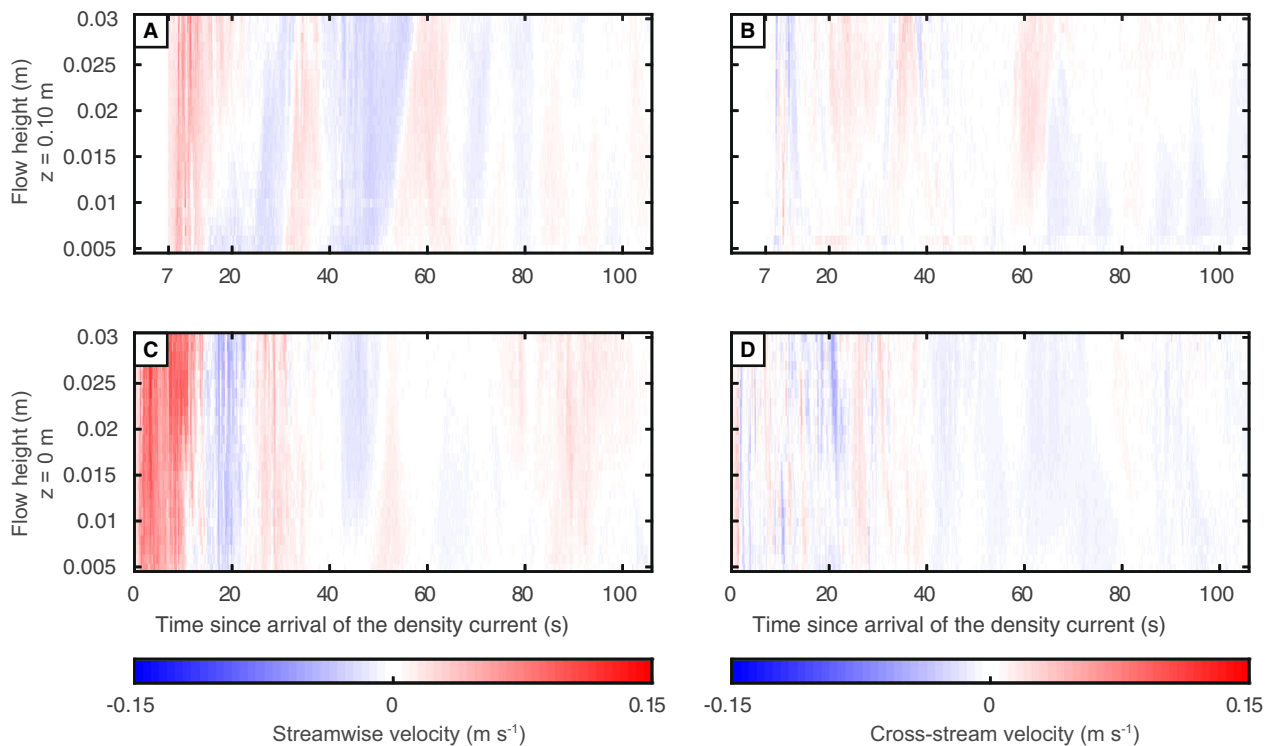 A
B
0.03
0.025
0.02
0.015
0.01
0.005
Flow height (m)
z = 0.10 m
7 20 40 60 80 100
7 20 40 60 80 100
C
D
0.03
0.025
0.02
0.015
0.01
0.005
Flow height (m)
z = 0 m
0 20 40 60 80 100
0 20 40 60 80 100
Time since arrival of the density current (s)
Time since arrival of the density current (s)
-0.15 0 0.15
-0.15 0 0.15
Streamwise velocity (m s⁻¹)
Cross-stream velocity (m s⁻¹)